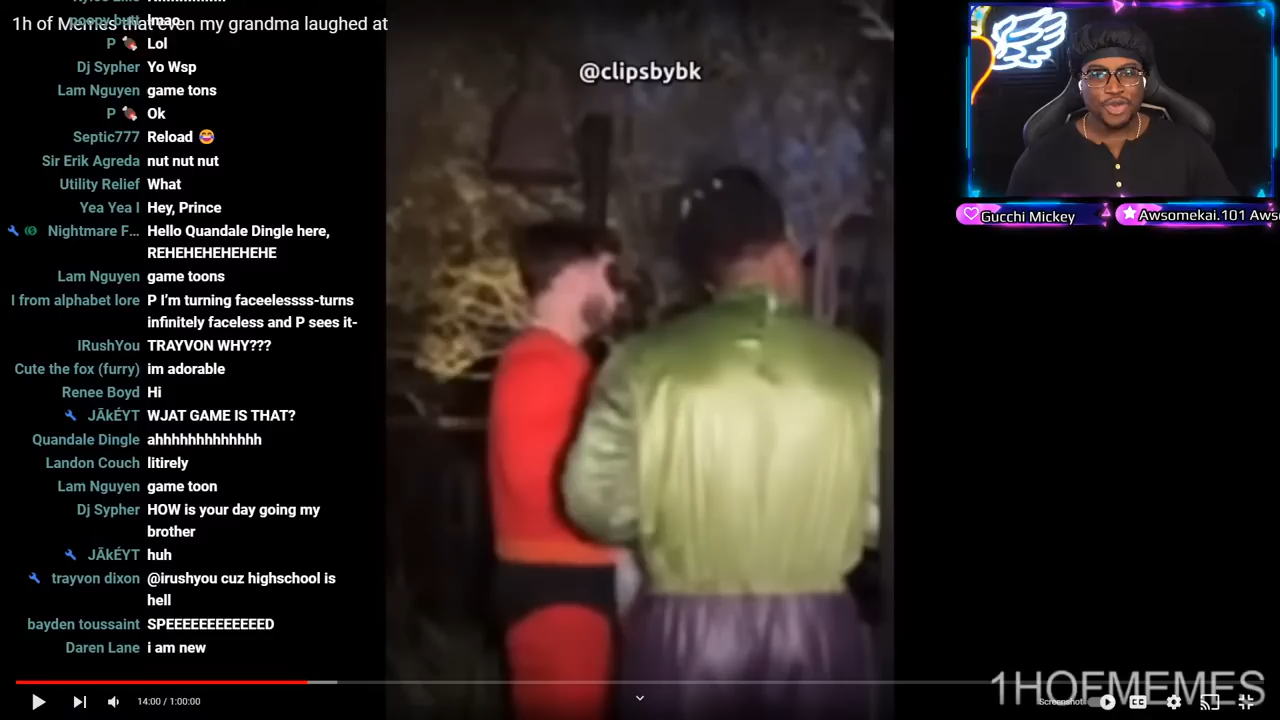 1h of Memes that even my grandma laughed at
lmao
P Lol
Dj Sypher Yo Wsp
Lam Nguyen game tons
P Ok
Septic777 Reload 😂
Sir Erik Agreda nut nut nut
Utility Relief What
Yea Yea I Hey, Prince
Nightmare F... Hello Quandale Dingle here,
REHEHEHEHEHEHE
Lam Nguyen game toons
I from alphabet lore P I’m turning faceelessss-turns
infinitely faceless and P sees it-
IRushYou TRAYVON WHY???
Cute the fox (furry) im adorable
Renee Boyd Hi
JÃkÉYT WJAT GAME IS THAT?
Quandale Dingle ahhhhhhhhhhhhh
Landon Couch litirely
Lam Nguyen game toon
Dj Sypher HOW is your day going my
brother
JÃkÉYT huh
trayvon dixon @irushyou cuz highschool is
hell
bayden toussaint SPEEEEEEEEEEEED
Daren Lane i am new
@clipsbybk
Gucchi Mickey
Awsomekai.101 Aws
1HOFMEMES
14:00 / 1:00:00
Screenshot
CC